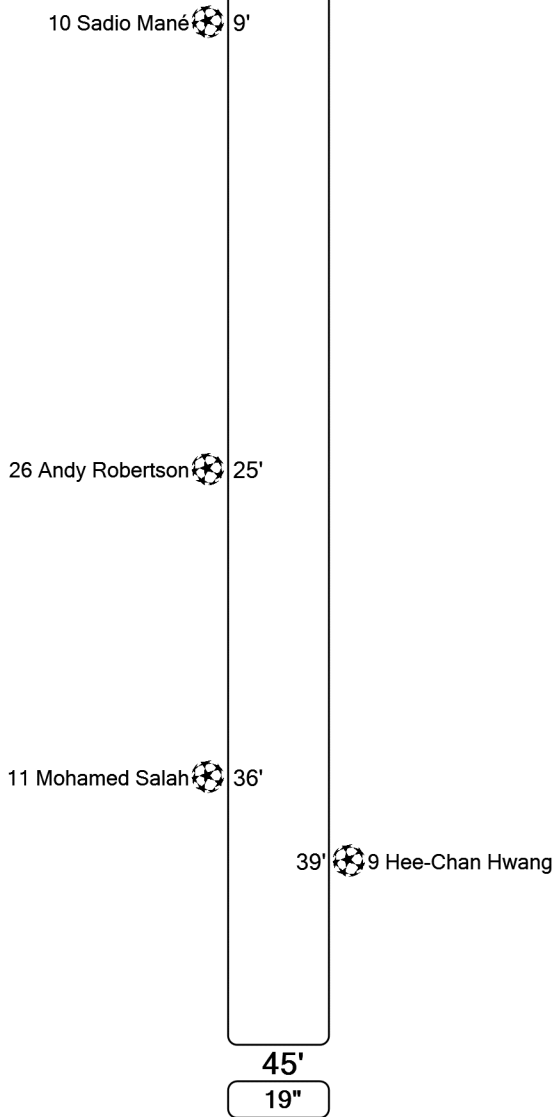 10 Sadio Mané 9'
26 Andy Robertson 25'
11 Mohamed Salah 36'
39' 9 Hee-Chan Hwang
45'
19"